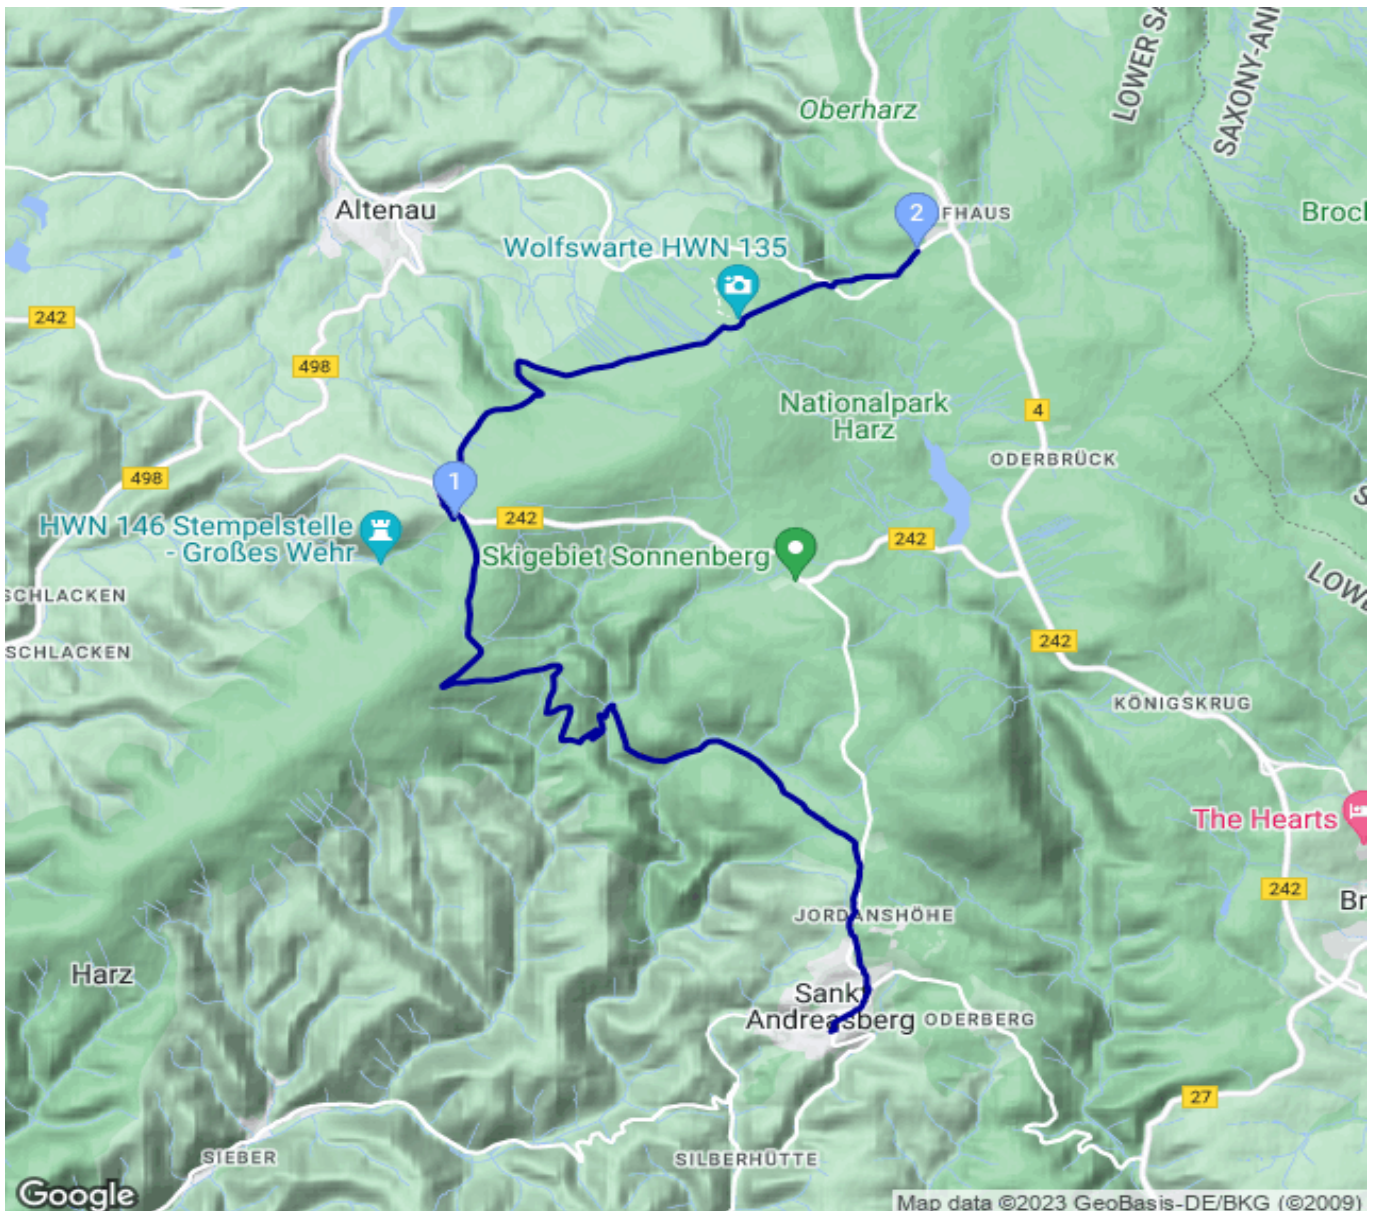 LOWER SA
SAXONY-ANH
Oberharz
Altenau
2
FHAUS
Broc
Wolfswarte HWN 135
242
498
Nationalpark
Harz
4
ODERBRÜCK
498
1
HWN 146 Stempelstelle
- Großes Wehr
242
Skigebiet Sonnenberg
242
S
LOWE
SCHLACKEN
SCHLACKEN
242
KÖNIGSKRUG
The Hearts
242
Br
JORDANSHÖHE
Harz
Sankt
Andreasberg
ODERBERG
27
SIEBER
SILBERHÜTTE
Google
Map data ©2023 GeoBasis-DE/BKG (©2009)